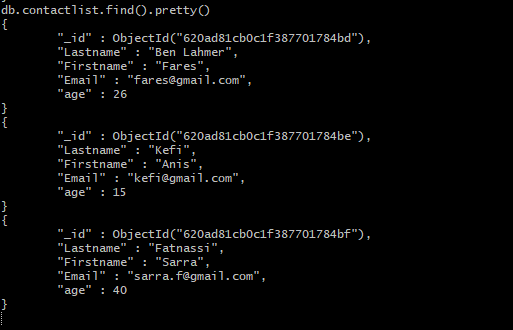 db.contactlist.find().pretty()
{
        "_id" : ObjectId("620ad81cb0c1f387701784bd"),
        "Lastname" : "Ben Lahmer",
        "Firstname" : "Fares",
        "Email" : "fares@gmail.com",
        "age" : 26
}
{
        "_id" : ObjectId("620ad81cb0c1f387701784be"),
        "Lastname" : "Kefi",
        "Firstname" : "Anis",
        "Email" : "kefi@gmail.com",
        "age" : 15
}
{
        "_id" : ObjectId("620ad81cb0c1f387701784bf"),
        "Lastname" : "Fatnassi",
        "Firstname" : "Sarra",
        "Email" : "sarra.f@gmail.com",
        "age" : 40
}